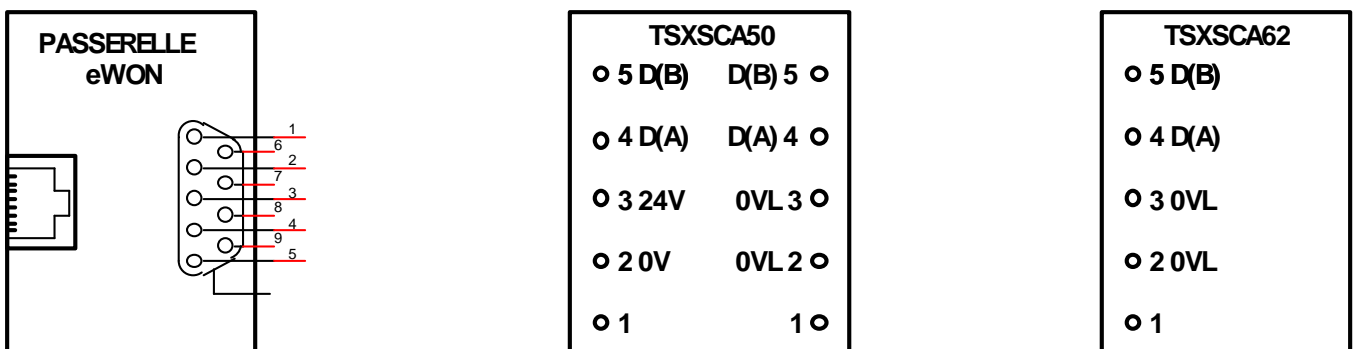 PASSERELLE
eWON
1
6
2
7
3
8
4
9
5
TSXSCA50
5 D(B) D(B) 5
4 D(A) D(A) 4
3 24V 0VL 3
2 0V 0VL 2
1 1
TSXSCA62
5 D(B)
4 D(A)
3 0VL
2 0VL
1